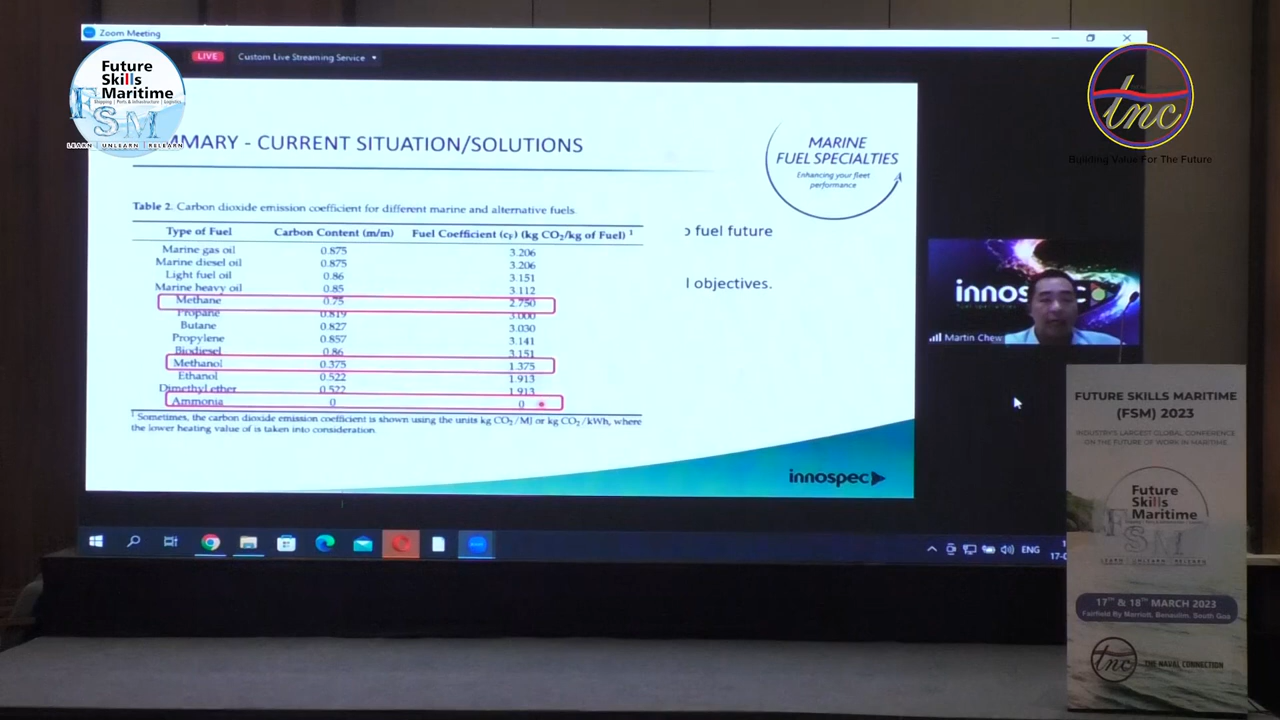 Zoom Meeting
LIVE
Custom Live Streaming Service
Future
Skills
Maritime
Shipping | Ports & Infrastructure | Logistics
FSM
LEARN | UNLEARN | RELEARN
tnc
Building Value For The Future
MMARY - CURRENT SITUATION/SOLUTIONS
MARINE
FUEL SPECIALTIES
Enhancing your fleet
performance
Table 2. Carbon dioxide emission coefficient for different marine and alternative fuels.
Type of Fuel Carbon Content (m/m) Fuel Coefficient (cF) (kg CO2/kg of Fuel) 1
Marine gas oil 0.875 3.206
Marine diesel oil 0.875 3.206
Light fuel oil 0.86 3.151
Marine heavy oil 0.85 3.112
Methane 0.75 2.750
Propane 0.819 3.000
Butane 0.827 3.030
Propylene 0.857 3.141
Biodiesel 0.86 3.151
Methanol 0.375 1.375
Ethanol 0.522 1.913
Dimethyl ether 0.522 1.913
Ammonia 0 0
1 Sometimes, the carbon dioxide emission coefficient is shown using the units kg CO2/MJ or kg CO2/kWh, where
the lower heating value of is taken into consideration.
fuel future
l objectives.
innospec
innos
Martin Chew
ENG
17-0
FUTURE SKILLS MARITIME
(FSM) 2023
INDUSTRY'S LARGEST GLOBAL CONFERENCE
ON THE FUTURE OF WORK IN MARITIME
Future
Skills
Maritime
FSM
LEARN | UNLEARN | RELEARN
17TH & 18TH MARCH 2023
Fairfield By Marriott, Benaulim, South Goa
tnc
THE NAVAL CONNECTION